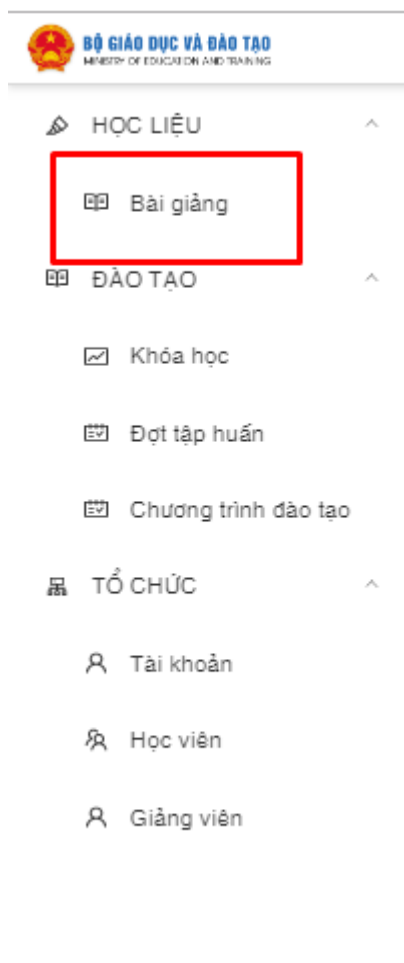 BỘ GIÁO DỤC VÀ ĐÀO TẠO
MINISTRY OF EDUCATION AND TRAINING
HỌC LIỆU
Bài giảng
ĐÀO TẠO
Khóa học
Đợt tập huấn
Chương trình đào tạo
TỔ CHỨC
Tài khoản
Học viên
Giảng viên